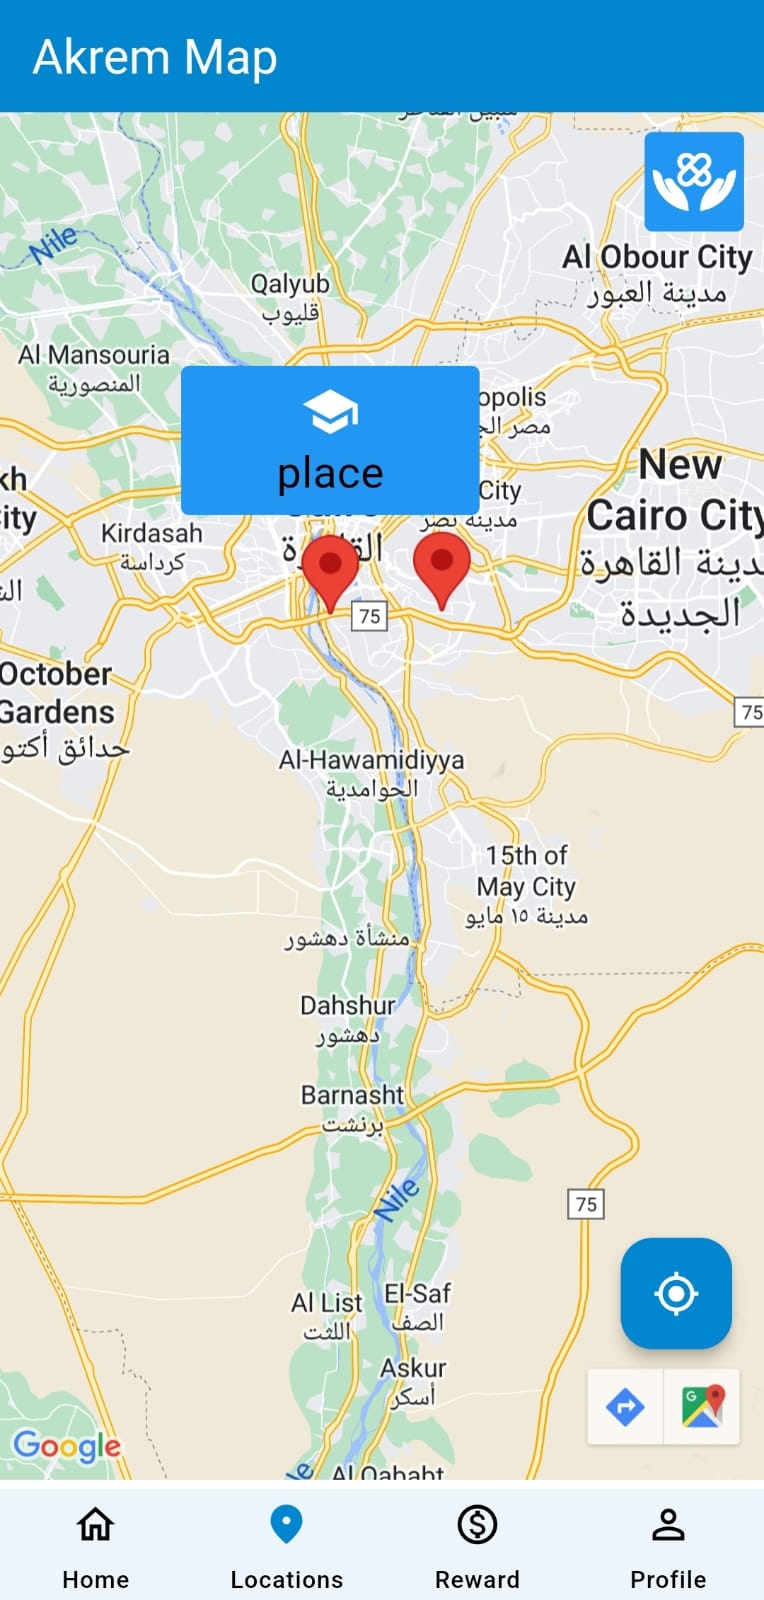 Akrem Map
Nile
Al Obour City
مدينة العبور
Qalyub
قليوب
Al Mansouria
المنصورية
place
opolis
مصر الج
kh
ity
City
مدينة نصر
New
Cairo City
دينة القاهرة
الجديدة
Kirdasah
كرداسة
75
75
October
Gardens
حدائق أكتو
Al-Hawamidiyya
الحوامدية
15th of
May City
مدينة ١٥ مايو
منشأة دهشور
Dahshur
دهشور
Barnasht
برنشت
Nile
75
Al List
اللثت
El-Saf
الصف
Askur
أسكر
Google
Al Qababt
Home
Locations
Reward
Profile